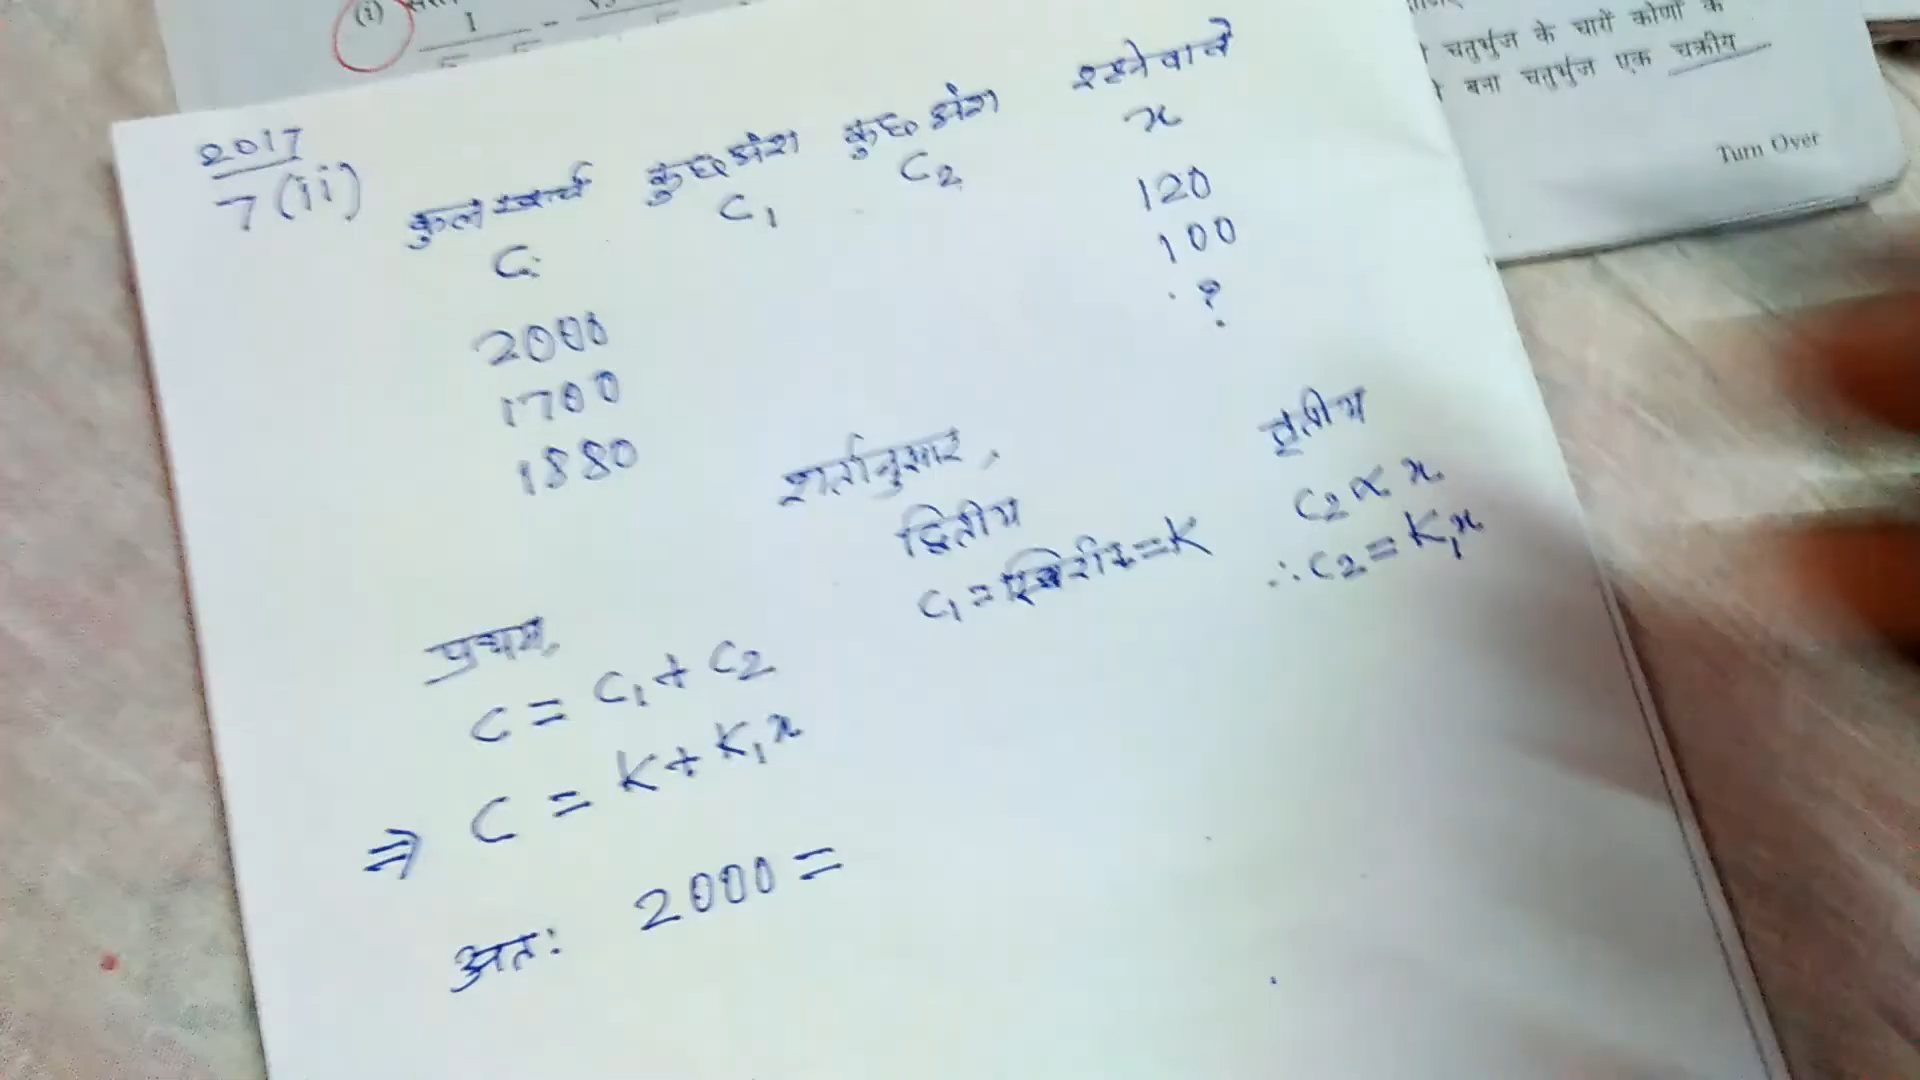 (i)
1
चतुर्भुज के चारों कोणों के
बना चतुर्भुज एक चक्रीय
Turn Over
2017
7 (ii)
कुल खर्च कुछ अंश कुछ अंश रहनेवाले
C C₁ C₂ x
2000 120
1700 100
1880 ?
शर्तानुसार,
प्रथम, द्वितीय तृतीय
C = C₁ + C₂ C₁ = = K C₂ ∝ x
⇒ C = K + K₁x ∴ C₂ = K₁x
अतः 2000 =